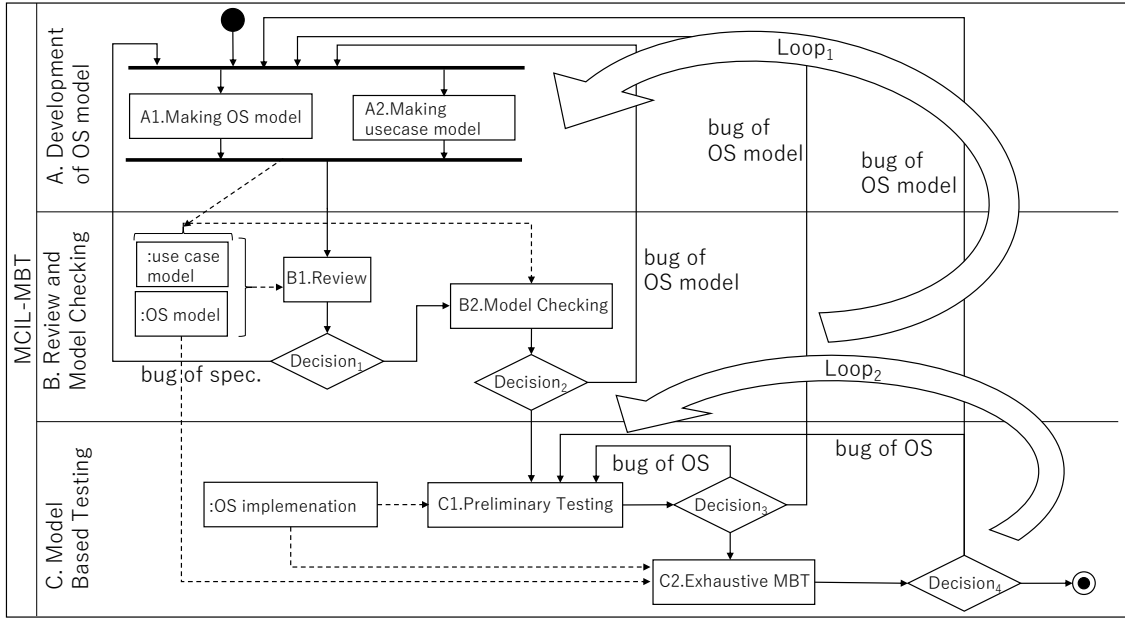 MCIL-MBT
A. Development
of OS model
A1.Making OS model
A2.Making
usecase model
Loop₁
bug of
OS model
bug of
OS model
B. Review and
Model Checking
:use case
model
:OS model
B1.Review
B2.Model Checking
bug of
OS model
Decision₁
bug of spec.
Decision₂
Loop₂
C. Model
Based Testing
bug of OS
bug of OS
:OS implemenation
C1.Preliminary Testing
Decision₃
C2.Exhaustive MBT
Decision₄